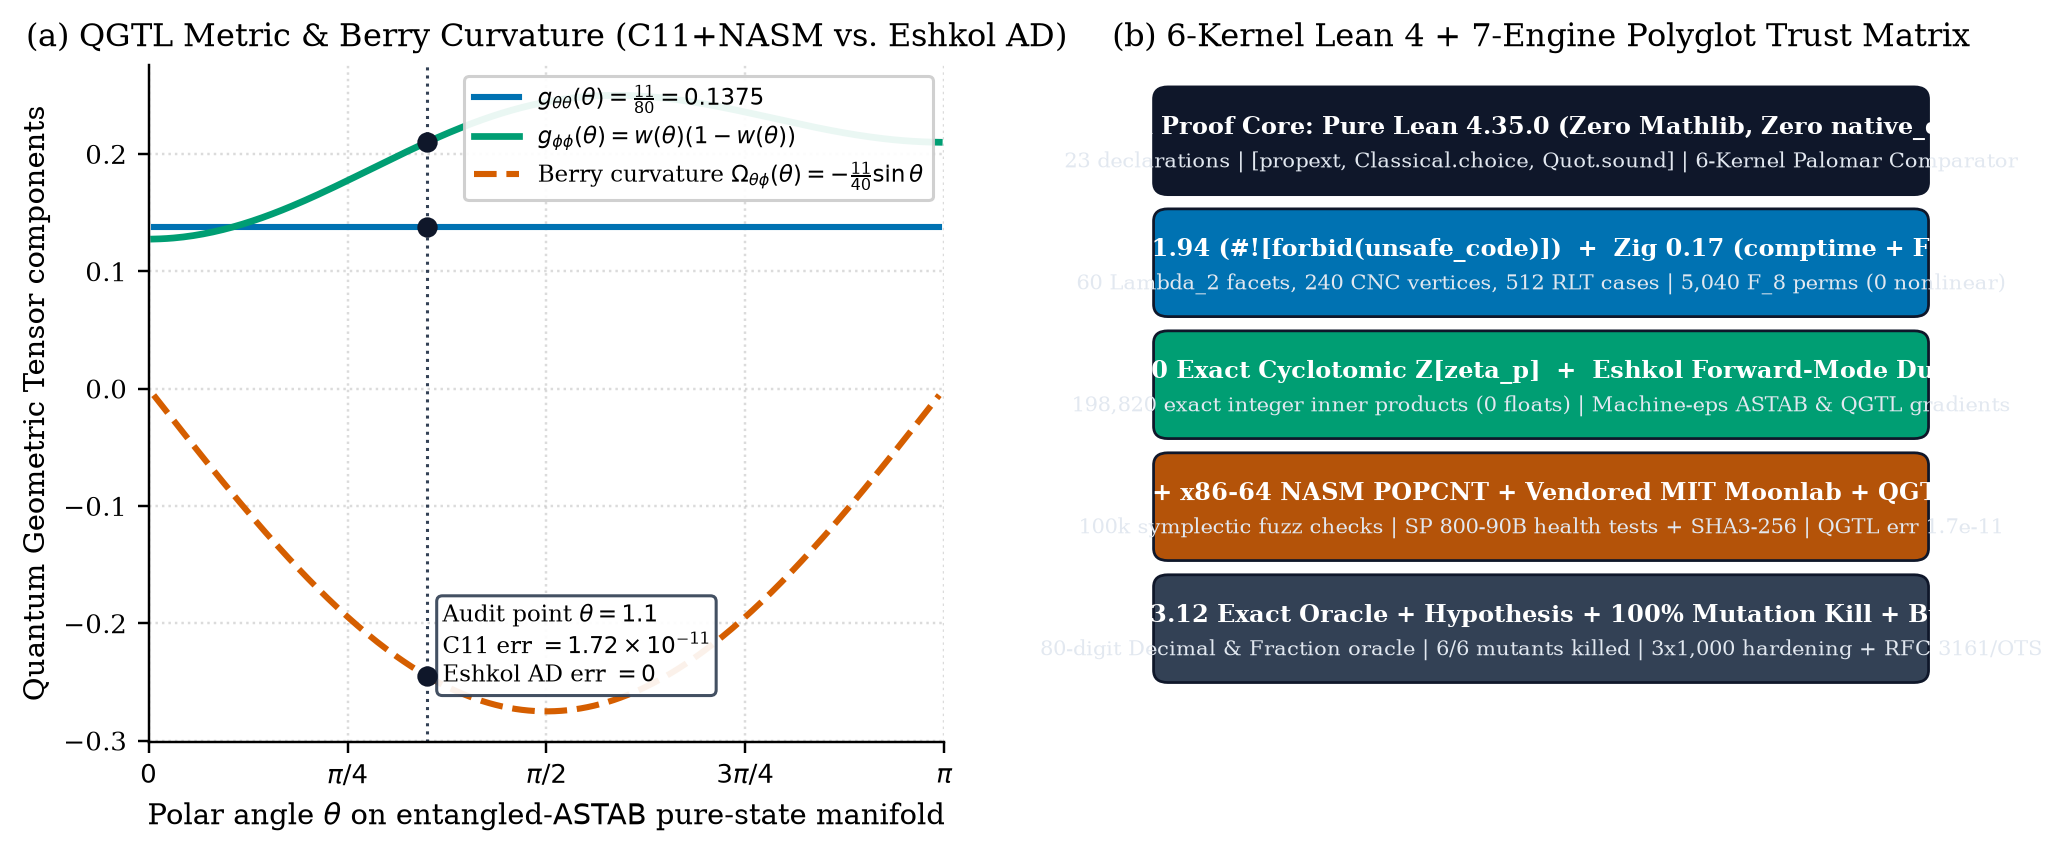 (a) QGTL Metric & Berry Curvature (C11+NASM vs. Eshkol AD)
Quantum Geometric Tensor components
0.2
0.1
0.0
−0.1
−0.2
−0.3
0
π/4
π/2
3π/4
π
Polar angle θ on entangled-ASTAB pure-state manifold
g_θθ(θ) = 11/80 = 0.1375
g_ϕϕ(θ) = w(θ)(1 − w(θ))
Berry curvature Ω_θϕ(θ) = −11/40 sin θ
Audit point θ = 1.1
C11 err = 1.72 × 10⁻¹¹
Eshkol AD err = 0
(b) 6-Kernel Lean 4 + 7-Engine Polyglot Trust Matrix
Proof Core: Pure Lean 4.35.0 (Zero Mathlib, Zero
23 declarations | [propext, Classical.choice, Quot.sound] | 6-Kernel Palomar Comparator
1.94 (#![forbid(unsafe_code)]) + Zig 0.17 (comptime + F
60 Lambda_2 facets, 240 CNC vertices, 512 RLT cases | 5,040 F_8 perms (0 nonlinear)
0 Exact Cyclotomic Z[zeta_p] + Eshkol Forward-Mode Du
198,820 exact integer inner products (0 floats) | Machine-eps ASTAB & QGTL gradients
+ x86-64 NASM POPCNT + Vendored MIT Moonlab + QGT
100k symplectic fuzz checks | SP 800-90B health tests + SHA3-256 | QGTL err 1.7e-11
3.12 Exact Oracle + Hypothesis + 100% Mutation Kill + B
80-digit Decimal & Fraction oracle | 6/6 mutants killed | 3x1,000 hardening + RFC 3161/OTS